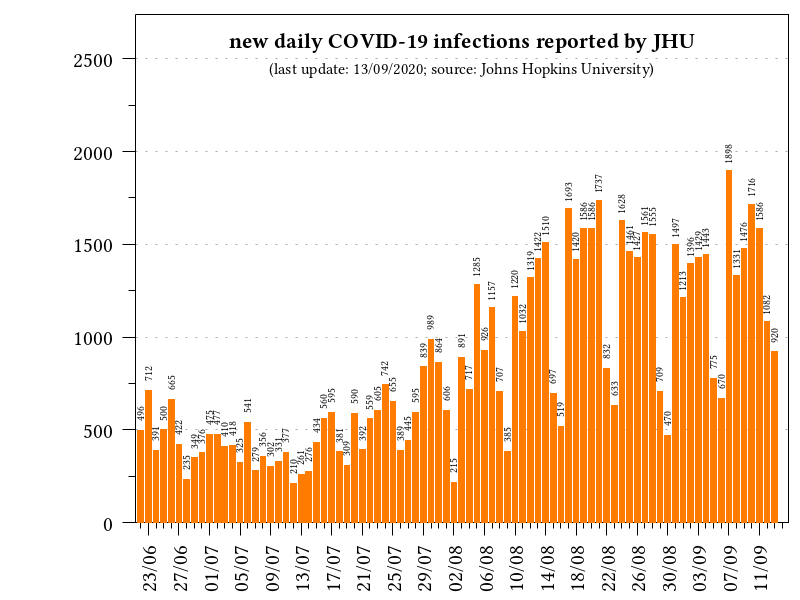 new daily COVID-19 infections reported by JHU
(last update: 13/09/2020; source: Johns Hopkins University)
2500
2000
1500
1000
500
0
496 712 391 500 665 422 235 349 376 475 477 410 418 325 541 279 356 302 331 377 210 261 276 434 560 595 381 309 590 392 559 605 742 655 389 445 595 839 989 864 606 215 891 717 1285 926 1157 707 385 1220 1032 1319 1422 1510 697 519 1693 1420 1586 1586 1737 832 633 1628 1461 1427 1561 1555 709 470 1497 1213 1396 1429 1443 775 670 1898 1331 1476 1716 1586 1082 920
23/06 27/06 01/07 05/07 09/07 13/07 17/07 21/07 25/07 29/07 02/08 06/08 10/08 14/08 18/08 22/08 26/08 30/08 03/09 07/09 11/09